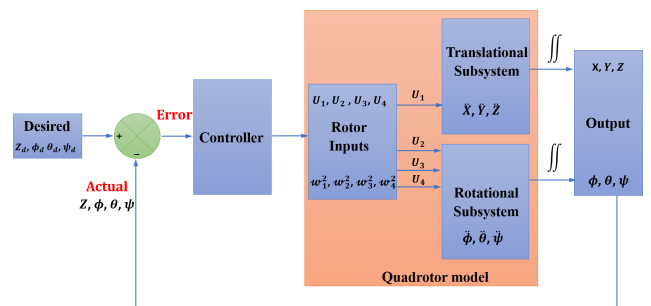 Desired
Z_d, ϕ_d θ_d, ψ_d
+
−
Error
Actual
Z, ϕ, θ, ψ
Controller
U_1, U_2, U_3, U_4
Rotor
Inputs
w_1^2, w_2^2, w_3^2, w_4^2
U_1
U_2
U_3
U_4
Translational
Subsystem
Ẍ, Ÿ, Z̈
Rotational
Subsystem
ϕ̈, θ̈, ψ̈
Quadrotor model
∬
∬
X, Y, Z
Output
ϕ, θ, ψ